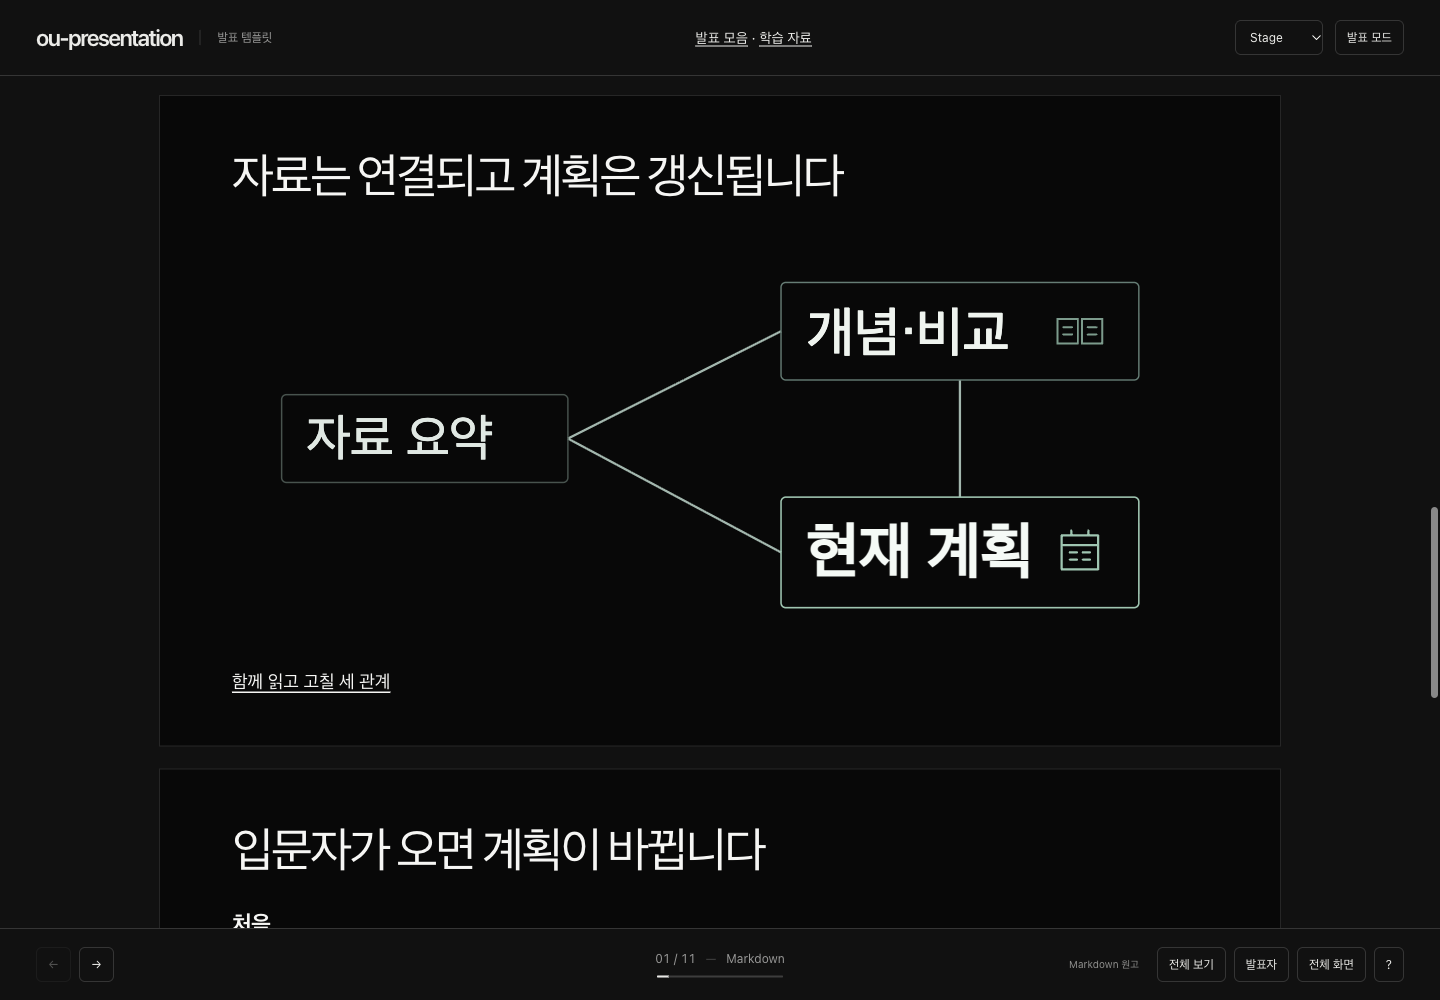 ou-presentation
발표 템플릿
발표 모음 · 학습 자료
Stage
발표 모드
자료는 연결되고 계획은 갱신됩니다
개념·비교
자료 요약
현재 계획
함께 읽고 고칠 세 관계
입문자가 오면 계획이 바뀝니다
처음
←
→
01 / 11 — Markdown
Markdown 원고
전체 보기
발표자
전체 화면
?